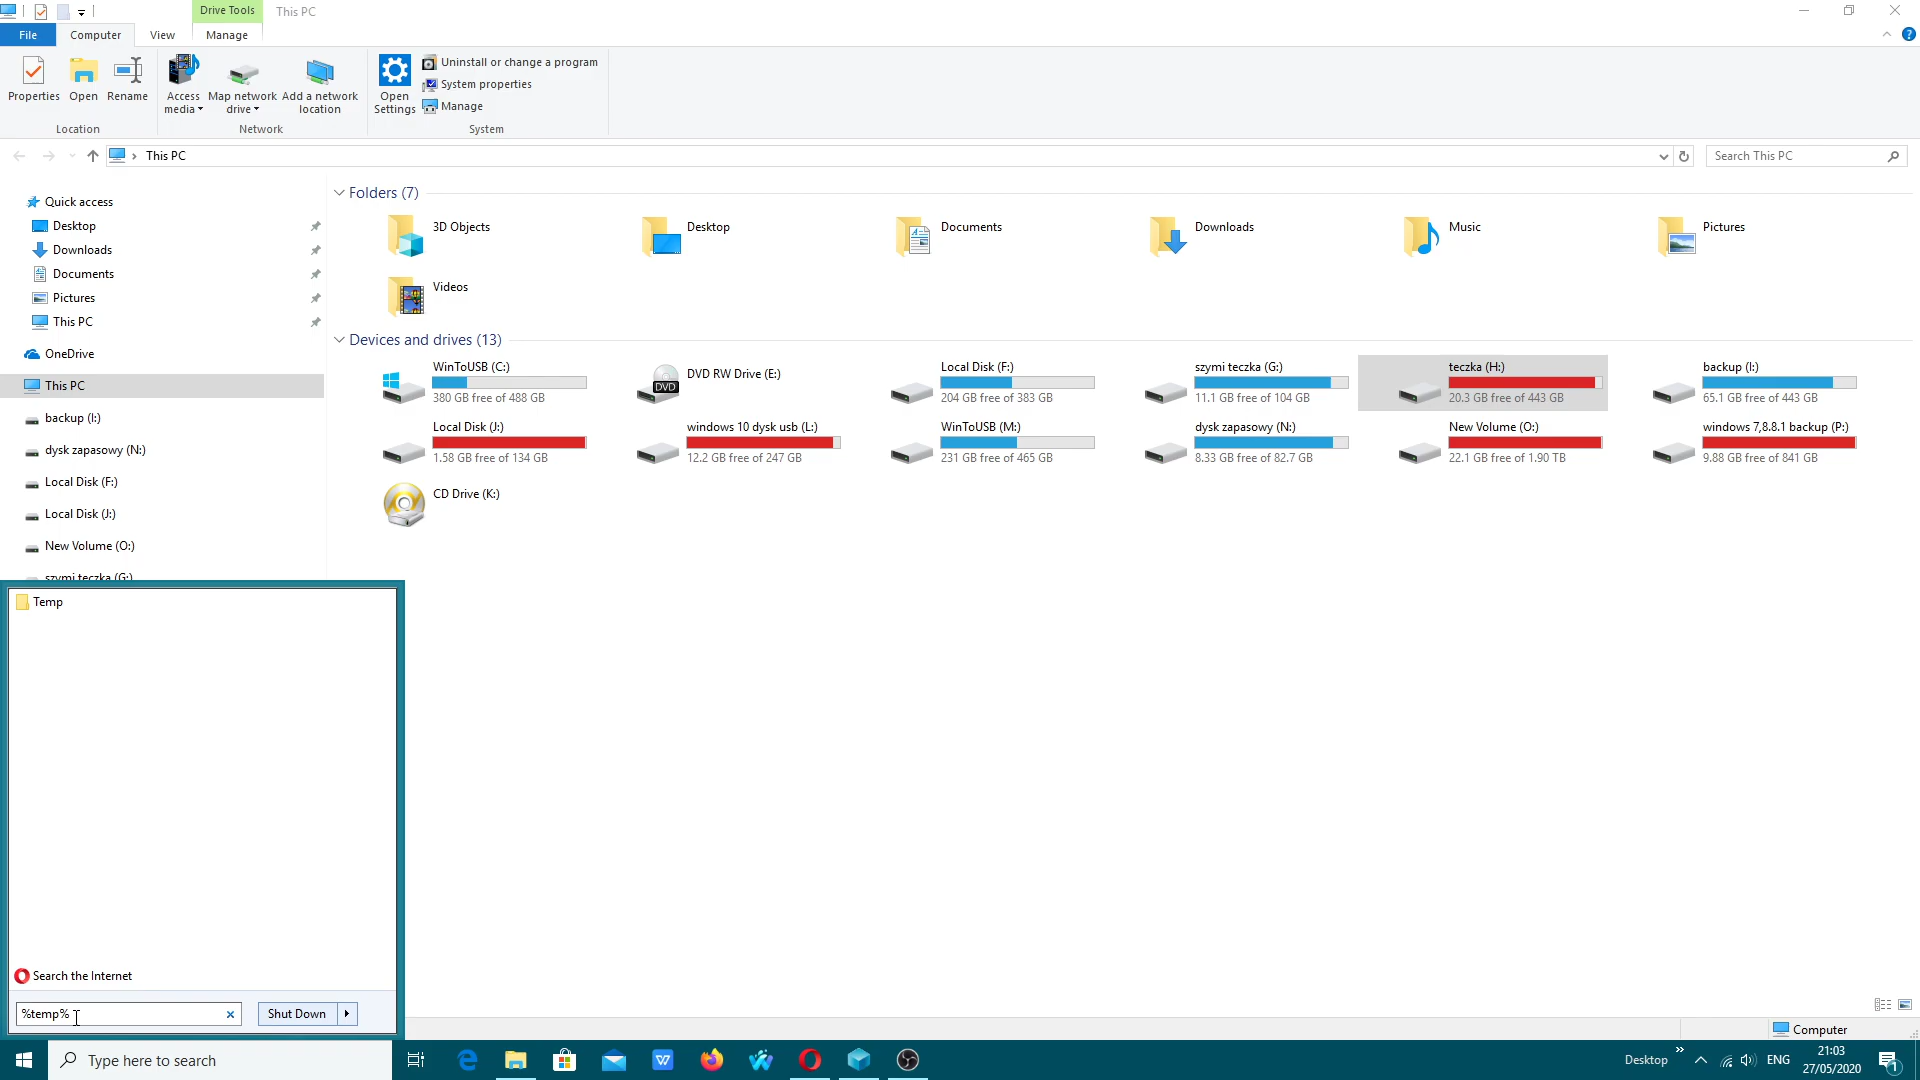 Drive Tools
This PC
File
Computer
View
Manage
Properties
Open
Rename
Access media
Map network drive
Add a network location
Open Settings
Uninstall or change a program
System properties
Manage
Location
Network
System
This PC
Search This PC
Quick access
Desktop
Downloads
Documents
Pictures
This PC
OneDrive
This PC
backup (I:)
dysk zapasowy (N:)
Local Disk (F:)
Local Disk (J:)
New Volume (O:)
szymi teczka (G:)
Folders (7)
3D Objects
Desktop
Documents
Downloads
Music
Pictures
Videos
Devices and drives (13)
WinToUSB (C:)
380 GB free of 488 GB
DVD RW Drive (E:)
DVD
Local Disk (F:)
204 GB free of 383 GB
szymi teczka (G:)
11.1 GB free of 104 GB
teczka (H:)
20.3 GB free of 443 GB
backup (I:)
65.1 GB free of 443 GB
Local Disk (J:)
1.58 GB free of 134 GB
windows 10 dysk usb (L:)
12.2 GB free of 247 GB
WinToUSB (M:)
231 GB free of 465 GB
dysk zapasowy (N:)
8.33 GB free of 82.7 GB
New Volume (O:)
22.1 GB free of 1.90 TB
windows 7,8.8.1 backup (P:)
9.88 GB free of 841 GB
CD Drive (K:)
Temp
Search the Internet
%temp%
Shut Down
Computer
Type here to search
Desktop
ENG
21:03
27/05/2020
1